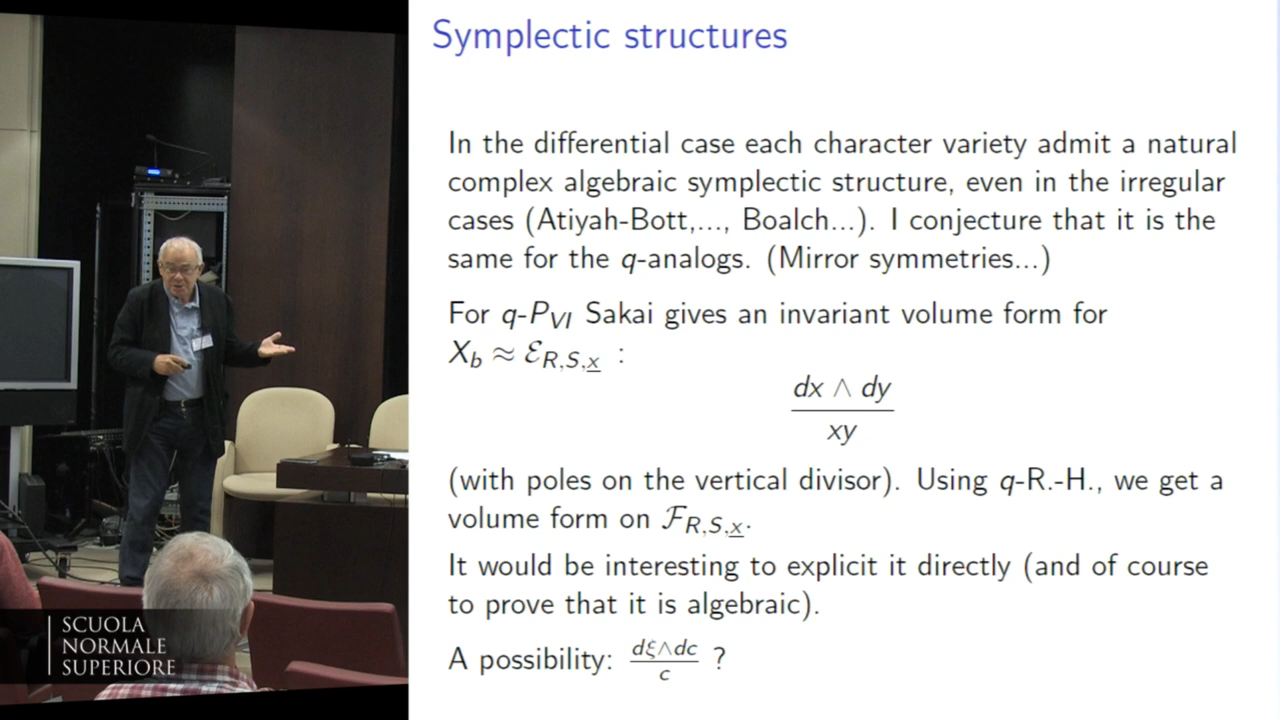 Symplectic structures
In the differential case each character variety admit a natural
complex algebraic symplectic structure, even in the irregular
cases (Atiyah-Bott,..., Boalch...). I conjecture that it is the
same for the q-analogs. (Mirror symmetries...)
For q-P_{VI} Sakai gives an invariant volume form for
X_b ≈ ℰ_{R,S,x̲} :
dx ∧ dy
xy
(with poles on the vertical divisor). Using q-R.-H., we get a
volume form on ℱ_{R,S,x̲}.
It would be interesting to explicit it directly (and of course
to prove that it is algebraic).
A possibility: dξ∧dc/c ?
SCUOLA
NORMALE
SUPERIORE